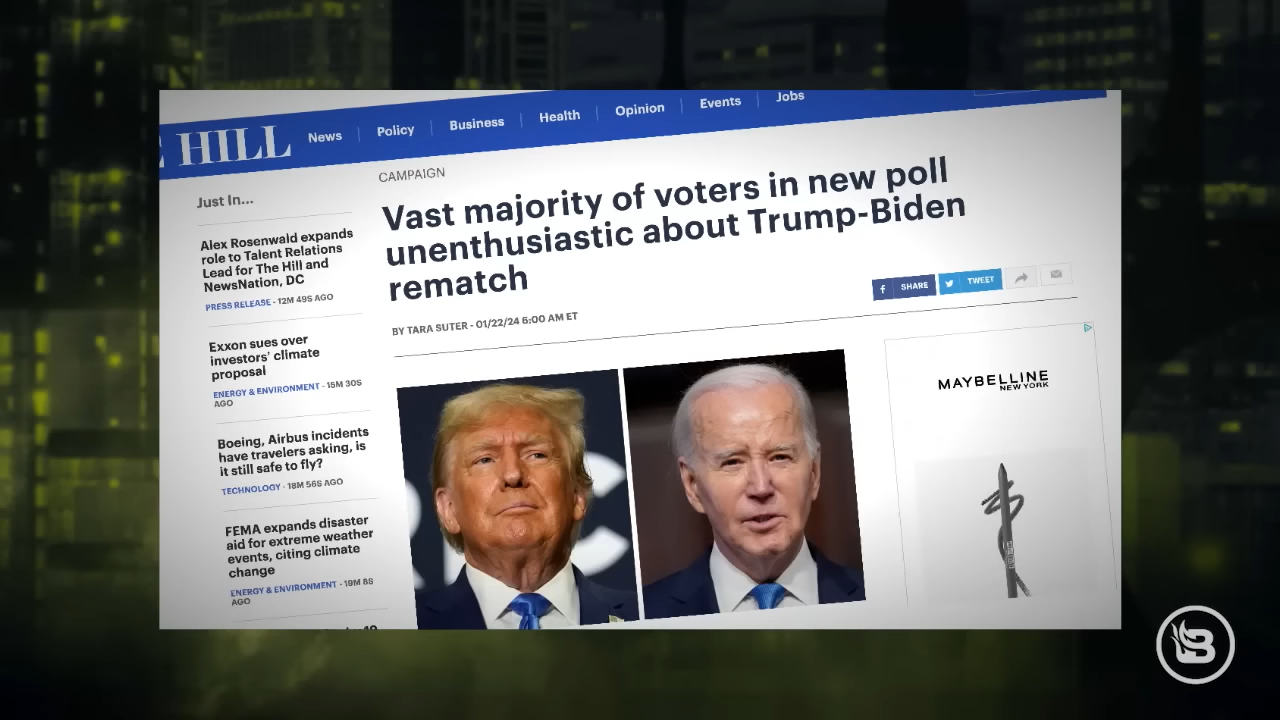 HILL
News
Policy
Business
Health
Opinion
Events
Jobs
Just In...
Alex Rosenwald expands
role to Talent Relations
Lead for The Hill and
NewsNation, DC
PRESS RELEASE - 12M 49S AGO
Exxon sues over
investors' climate
proposal
ENERGY & ENVIRONMENT - 15M 30S
AGO
Boeing, Airbus incidents
have travelers asking, is
it still safe to fly?
TECHNOLOGY - 18M 56S AGO
FEMA expands disaster
aid for extreme weather
events, citing climate
change
ENERGY & ENVIRONMENT - 19M 8S
AGO
CAMPAIGN
Vast majority of voters in new poll
unenthusiastic about Trump-Biden
rematch
BY TARA SUTER - 01/22/24 5:00 AM ET
SHARE
TWEET
MAYBELLINE
NEW YORK
B